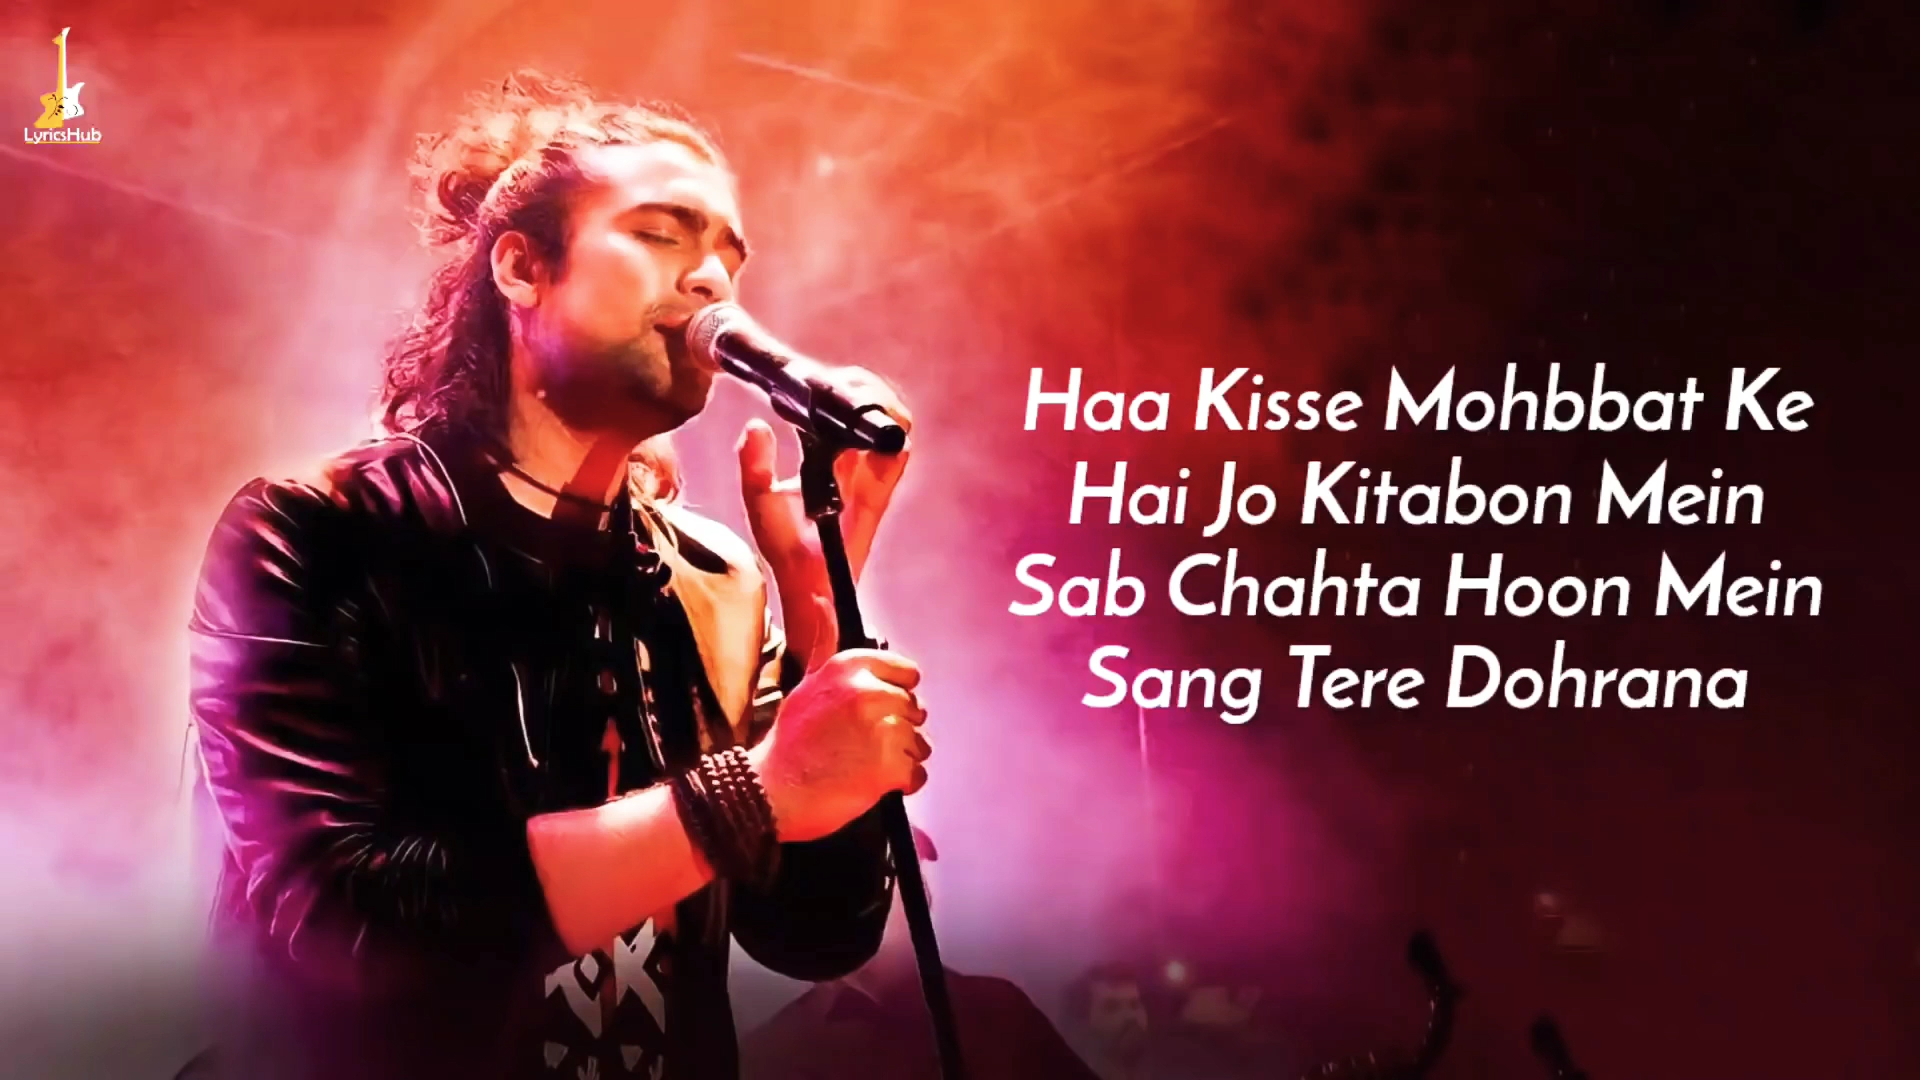 LyricsHub
Haa Kisse Mohbbat Ke
Hai Jo Kitabon Mein
Sab Chahta Hoon Mein
Sang Tere Dohrana